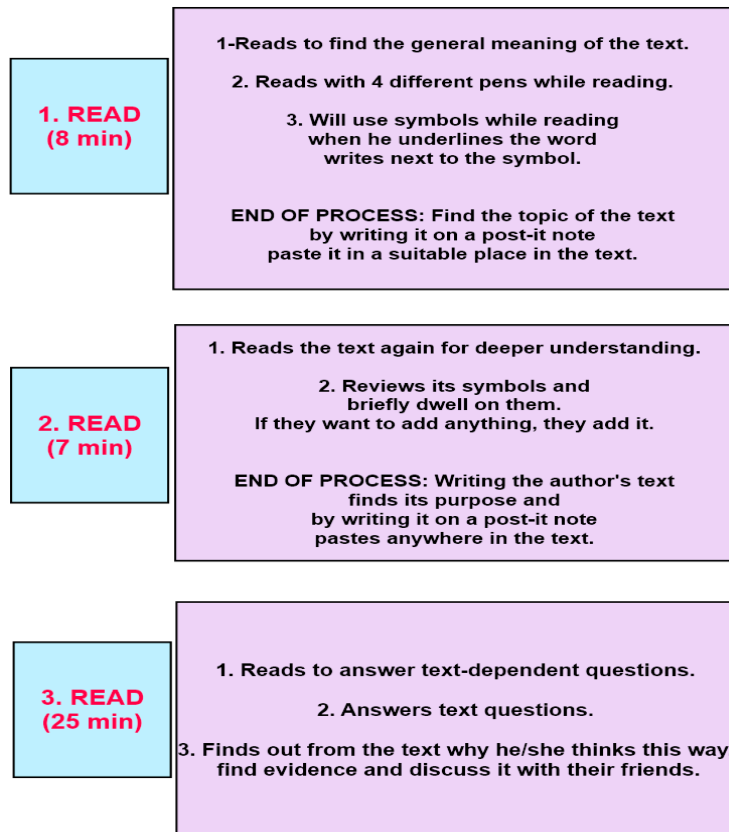 1. READ
(8 min)
1-Reads to find the general meaning of the text.
2. Reads with 4 different pens while reading.
3. Will use symbols while reading
when he underlines the word
writes next to the symbol.
END OF PROCESS: Find the topic of the text
by writing it on a post-it note
paste it in a suitable place in the text.
2. READ
(7 min)
1. Reads the text again for deeper understanding.
2. Reviews its symbols and
briefly dwell on them.
If they want to add anything, they add it.
END OF PROCESS: Writing the author's text
finds its purpose and
by writing it on a post-it note
pastes anywhere in the text.
3. READ
(25 min)
1. Reads to answer text-dependent questions.
2. Answers text questions.
3. Finds out from the text why he/she thinks this way
find evidence and discuss it with their friends.